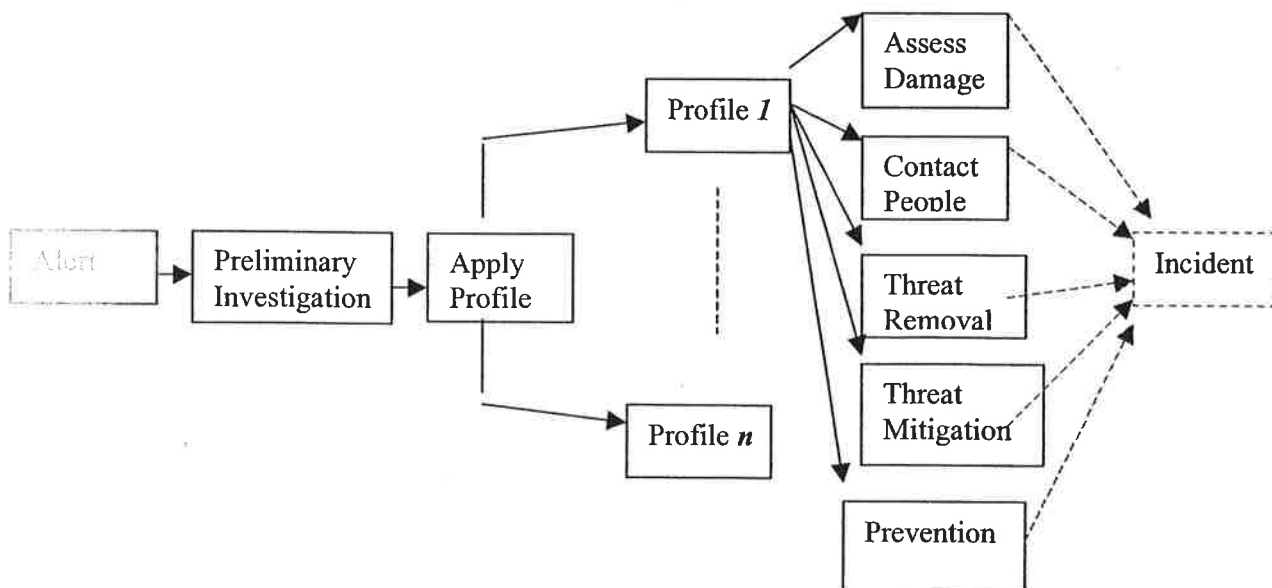 Alert
Preliminary
Investigation
Apply
Profile
Profile 1
Profile n
Assess
Damage
Contact
People
Threat
Removal
Threat
Mitigation
Prevention
Incident